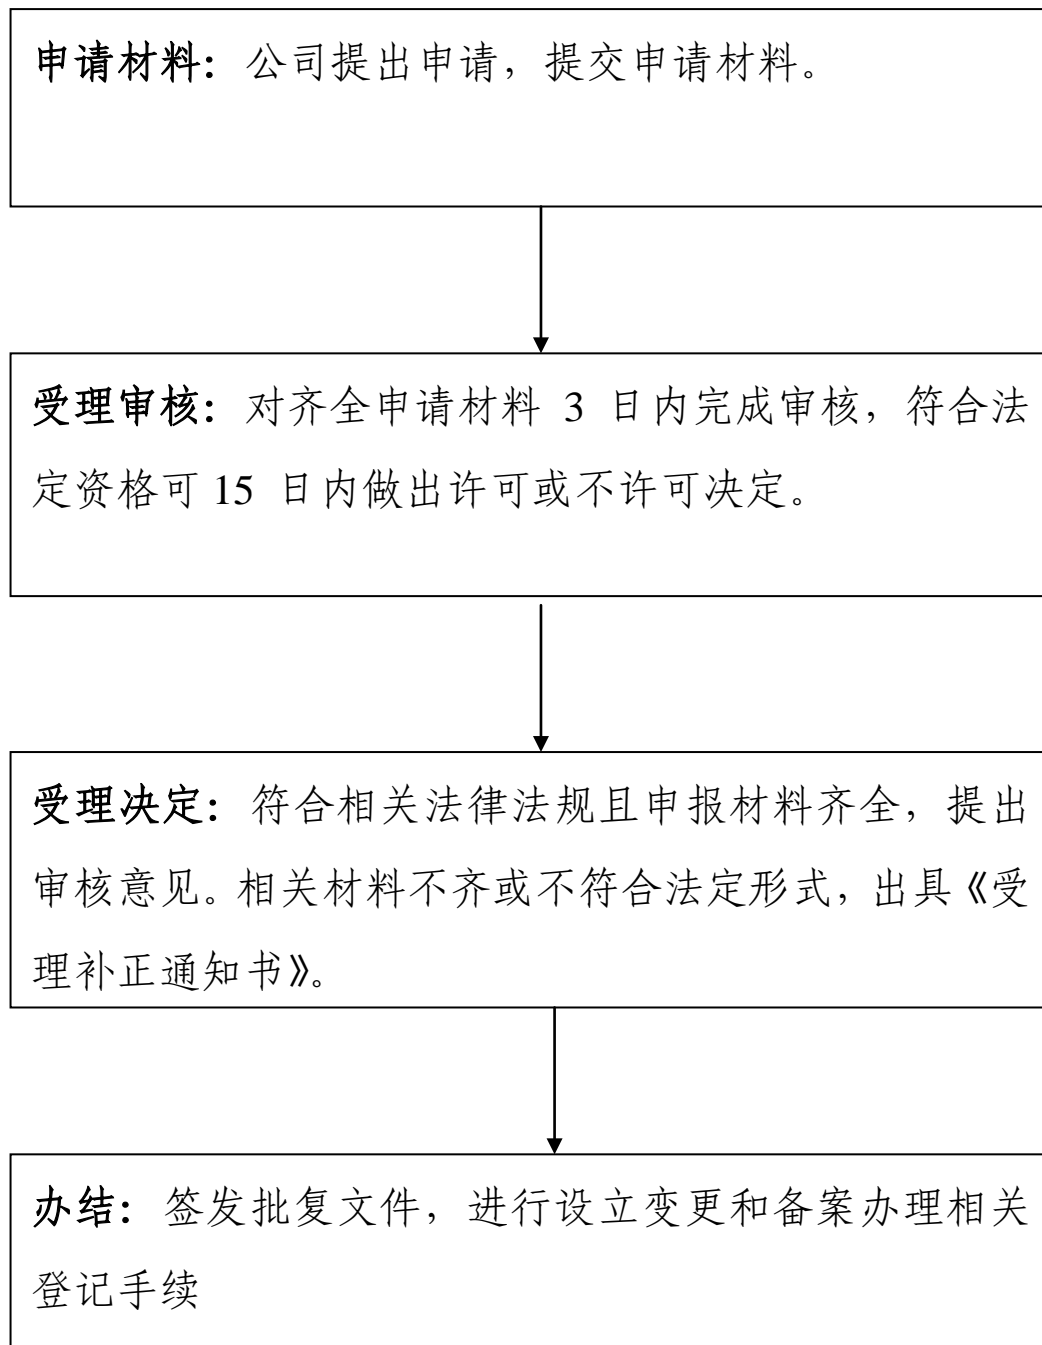 申请材料：公司提出申请，提交申请材料。
受理审核：对齐全申请材料 3 日内完成审核，符合法
定资格可 15 日内做出许可或不许可决定。
受理决定：符合相关法律法规且申报材料齐全，提出
审核意见。相关材料不齐或不符合法定形式，出具《受
理补正通知书》。
办结：签发批复文件，进行设立变更和备案办理相关
登记手续